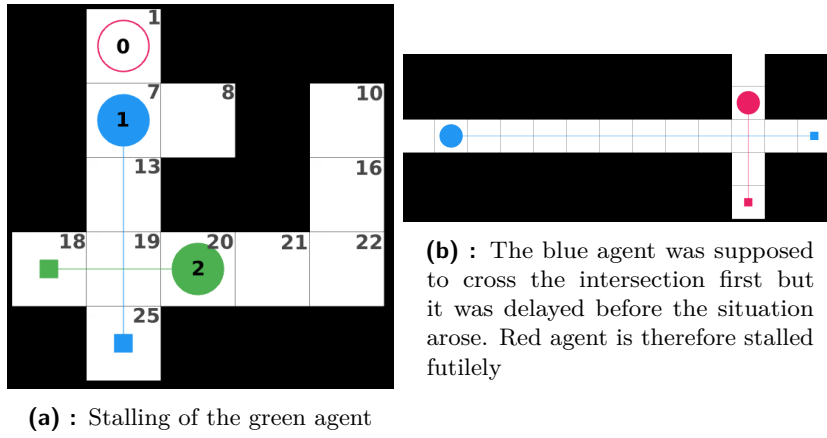 1
0
7
8
10
1
13
16
18
19
20
21
22
2
25
(a) : Stalling of the green agent
(b) : The blue agent was supposed
to cross the intersection first but
it was delayed before the situation
arose. Red agent is therefore stalled
futilely